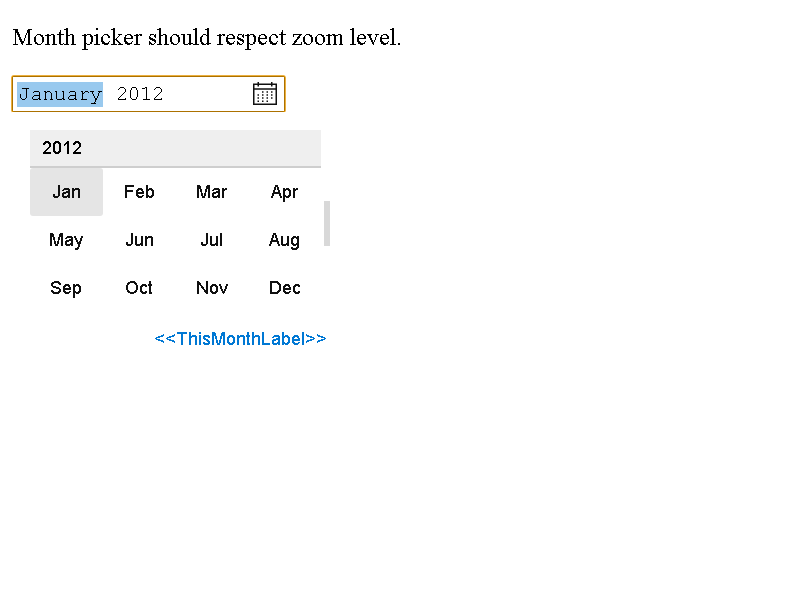 Month picker should respect zoom level.
January 2012
2012
Jan Feb Mar Apr
May Jun Jul Aug
Sep Oct Nov Dec
<<ThisMonthLabel>>